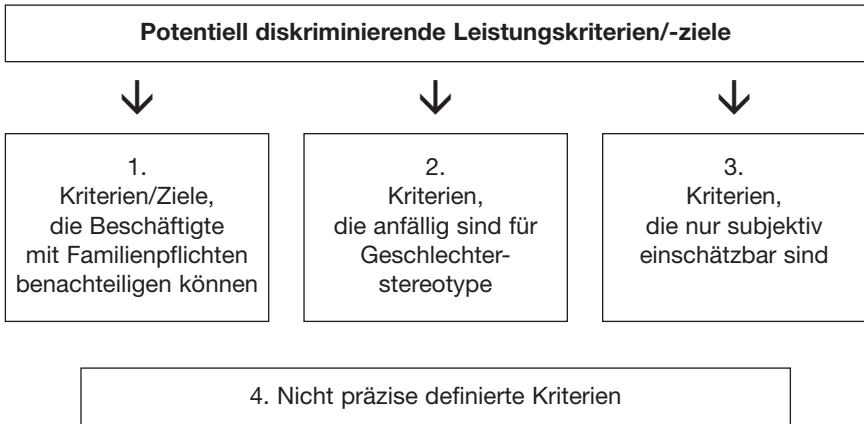 Potentiell diskriminierende Leistungskriterien/-ziele
1.
Kriterien/Ziele,
die Beschäftigte
mit Familienpflichten
benachteiligen können
2.
Kriterien,
die anfällig sind für
Geschlechter-
stereotype
3.
Kriterien,
die nur subjektiv
einschätzbar sind
4. Nicht präzise definierte Kriterien